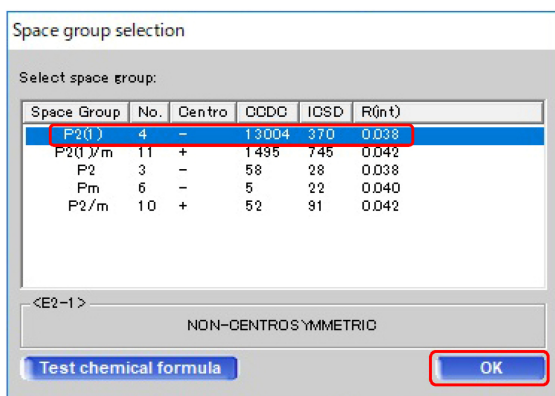 Space group selection
Select space group:
Space Group No. Centro CCDC ICSD R(int)
P2(1) 4 - 13004 370 0.038
P2(1)/m 11 + 1495 745 0.042
P2 3 - 58 28 0.038
Pm 6 - 5 22 0.040
P2/m 10 + 52 91 0.042
<E2-1>
NON-CENTROSYMMETRIC
Test chemical formula OK